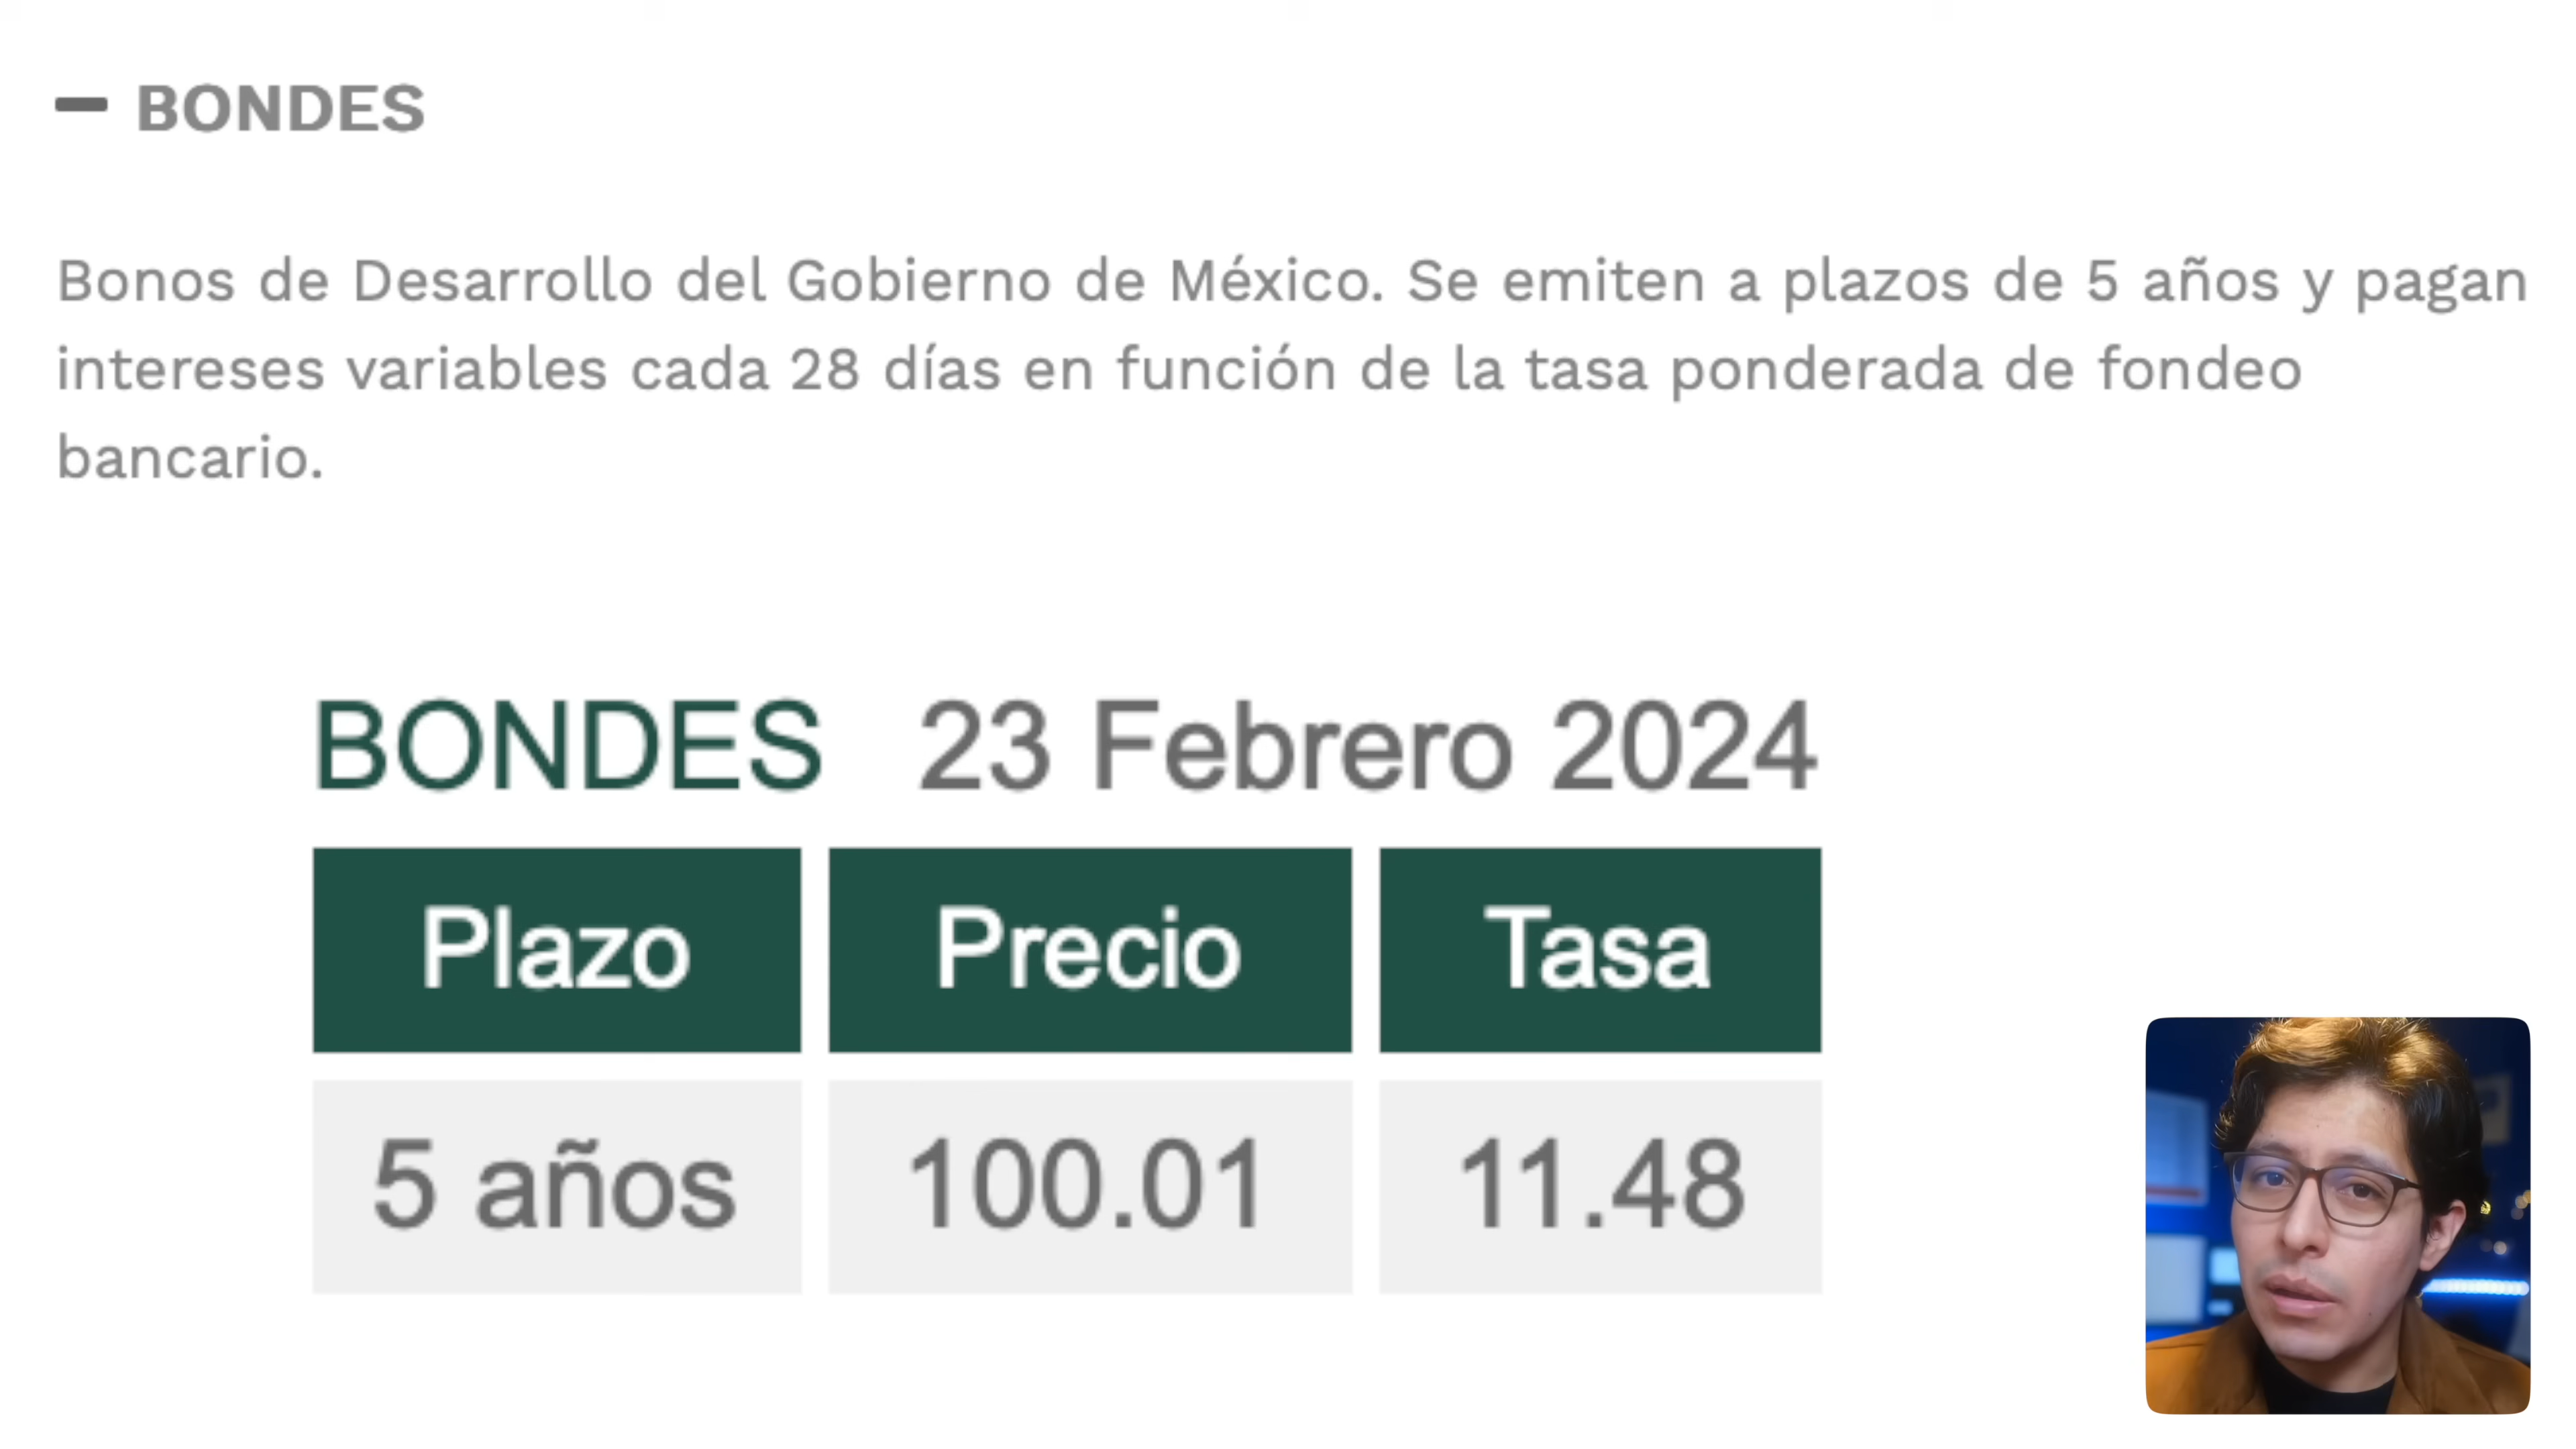 BONDES
Bonos de Desarrollo del Gobierno de México. Se emiten a plazos de 5 años y pagan
intereses variables cada 28 días en función de la tasa ponderada de fondeo
bancario.
BONDES 23 Febrero 2024
Plazo Precio Tasa
5 años 100.01 11.48